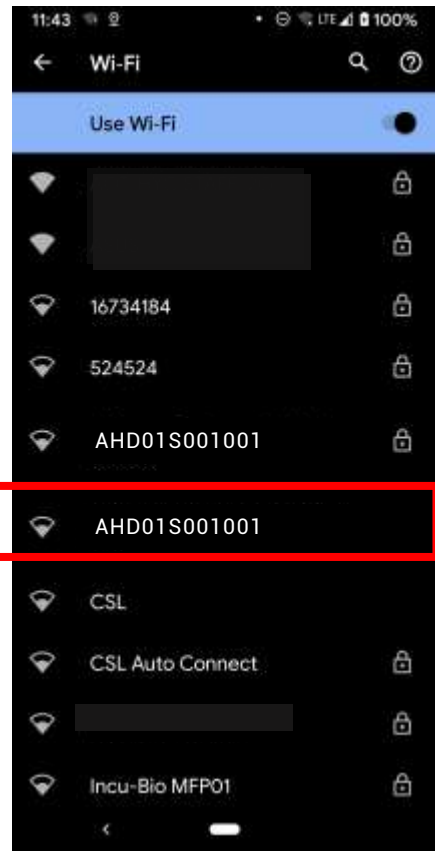 11:43 LTE 100%
Wi-Fi
Use Wi-Fi
16734184
524524
AHD01S001001
AHD01S001001
CSL
CSL Auto Connect
Incu-Bio MFP01